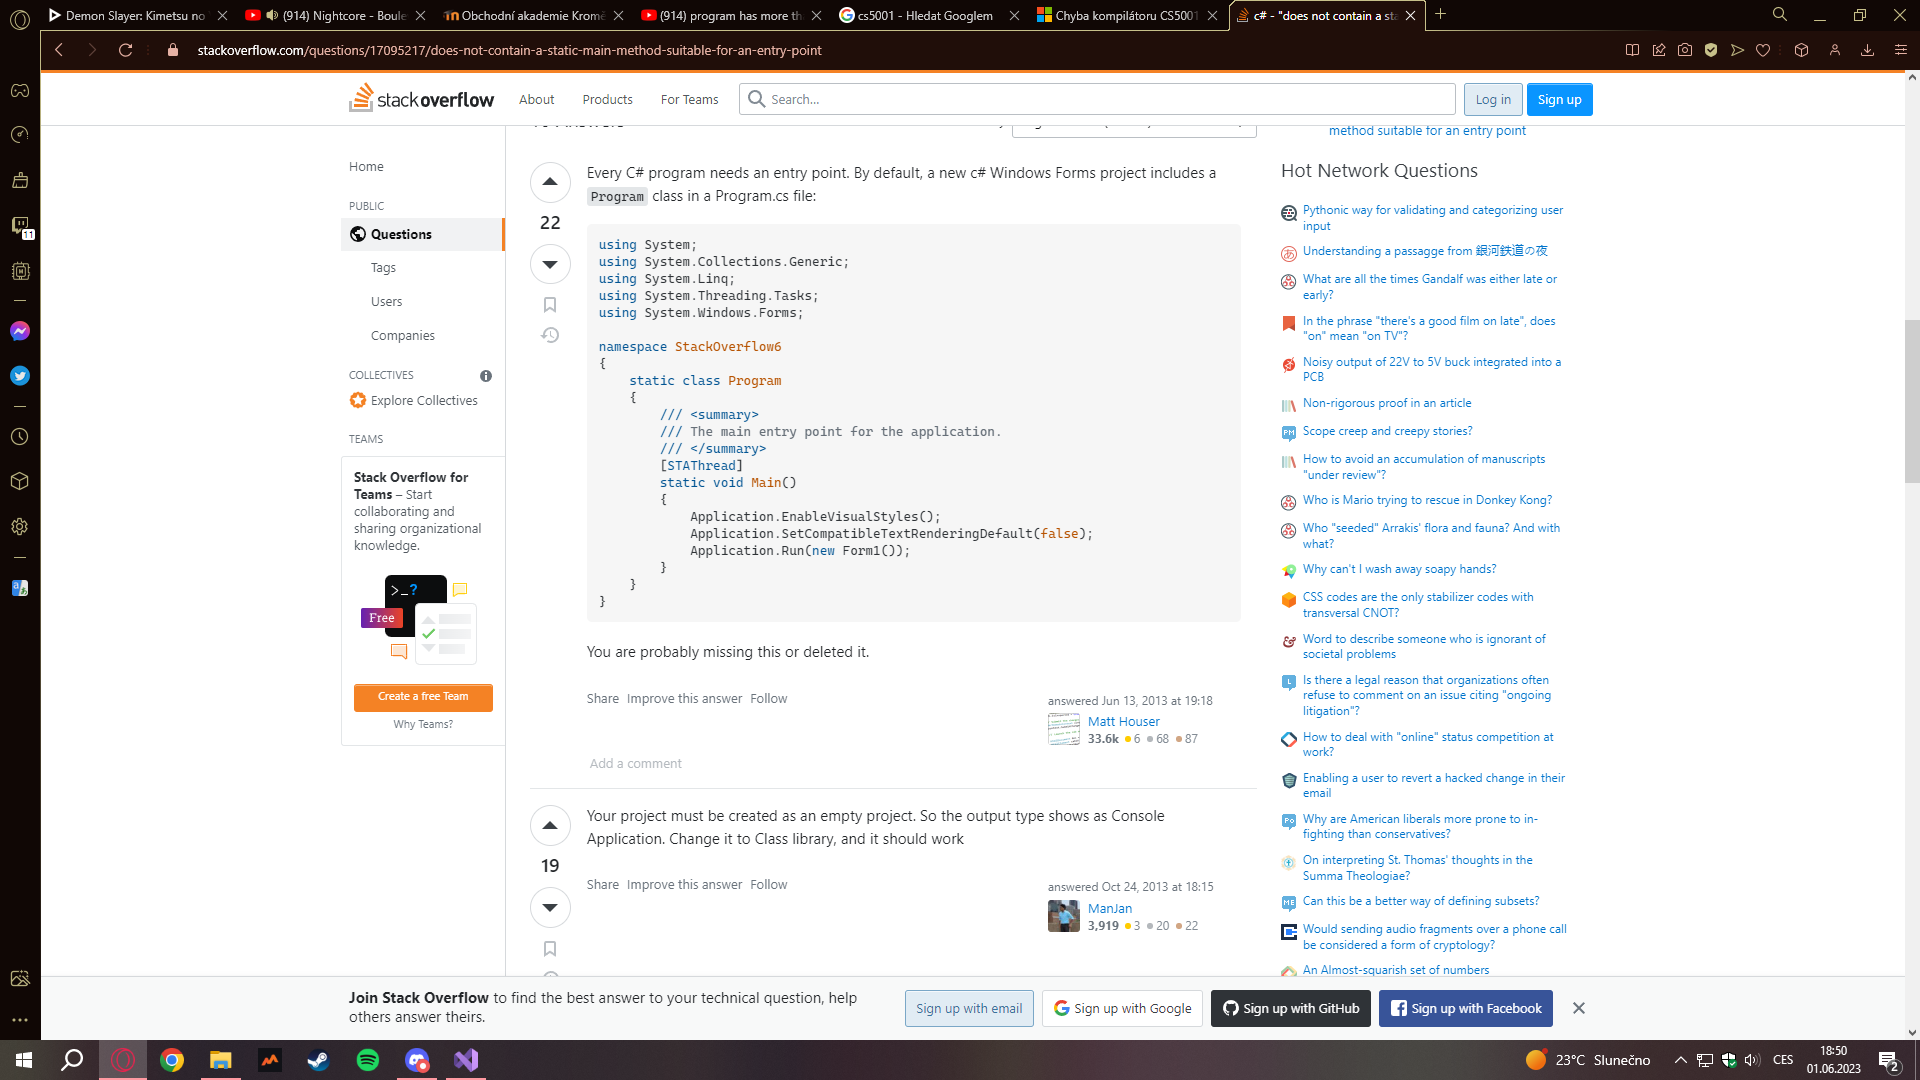 Demon Slayer: Kimetsu no
(914) Nightcore - Boule
Obchodní akademie Kromě
(914) program has more th
cs5001 - Hledat Googlem
Chyba kompilátoru CS5001
c# - "does not contain a sta
stackoverflow.com/questions/17095217/does-not-contain-a-static-main-method-suitable-for-an-entry-point
stackoverflow
About
Products
For Teams
Search...
Log in
Sign up
method suitable for an entry point
11
Home
PUBLIC
Questions
Tags
Users
Companies
COLLECTIVES
Explore Collectives
TEAMS
Stack Overflow for
Teams – Start
collaborating and
sharing organizational
knowledge.
>_?
Free
Create a free Team
Why Teams?
22
Every C# program needs an entry point. By default, a new c# Windows Forms project includes a
Program class in a Program.cs file:
using System;
using System.Collections.Generic;
using System.Linq;
using System.Threading.Tasks;
using System.Windows.Forms;
namespace StackOverflow6
{
static class Program
{
/// <summary>
/// The main entry point for the application.
/// </summary>
[STAThread]
static void Main()
{
Application.EnableVisualStyles();
Application.SetCompatibleTextRenderingDefault(false);
Application.Run(new Form1());
}
}
}
You are probably missing this or deleted it.
Share Improve this answer Follow
answered Jun 13, 2013 at 19:18
Matt Houser
33.6k 6 68 87
Add a comment
19
Your project must be created as an empty project. So the output type shows as Console
Application. Change it to Class library, and it should work
Share Improve this answer Follow
answered Oct 24, 2013 at 18:15
ManJan
3,919 3 20 22
Hot Network Questions
Pythonic way for validating and categorizing user
input
Understanding a passagge from 銀河鉄道の夜
What are all the times Gandalf was either late or
early?
In the phrase "there's a good film on late", does
"on" mean "on TV"?
Noisy output of 22V to 5V buck integrated into a
PCB
Non-rigorous proof in an article
Scope creep and creepy stories?
How to avoid an accumulation of manuscripts
"under review"?
Who is Mario trying to rescue in Donkey Kong?
Who "seeded" Arrakis' flora and fauna? And with
what?
Why can't I wash away soapy hands?
CSS codes are the only stabilizer codes with
transversal CNOT?
Word to describe someone who is ignorant of
societal problems
Is there a legal reason that organizations often
refuse to comment on an issue citing "ongoing
litigation"?
How to deal with "online" status competition at
work?
Enabling a user to revert a hacked change in their
email
Why are American liberals more prone to in-
fighting than conservatives?
On interpreting St. Thomas' thoughts in the
Summa Theologiae?
Can this be a better way of defining subsets?
Would sending audio fragments over a phone call
be considered a form of cryptology?
An Almost-squarish set of numbers
Join Stack Overflow to find the best answer to your technical question, help
others answer theirs.
Sign up with email
Sign up with Google
Sign up with GitHub
Sign up with Facebook
23°C Slunečno
CES
18:50
01.06.2023
2